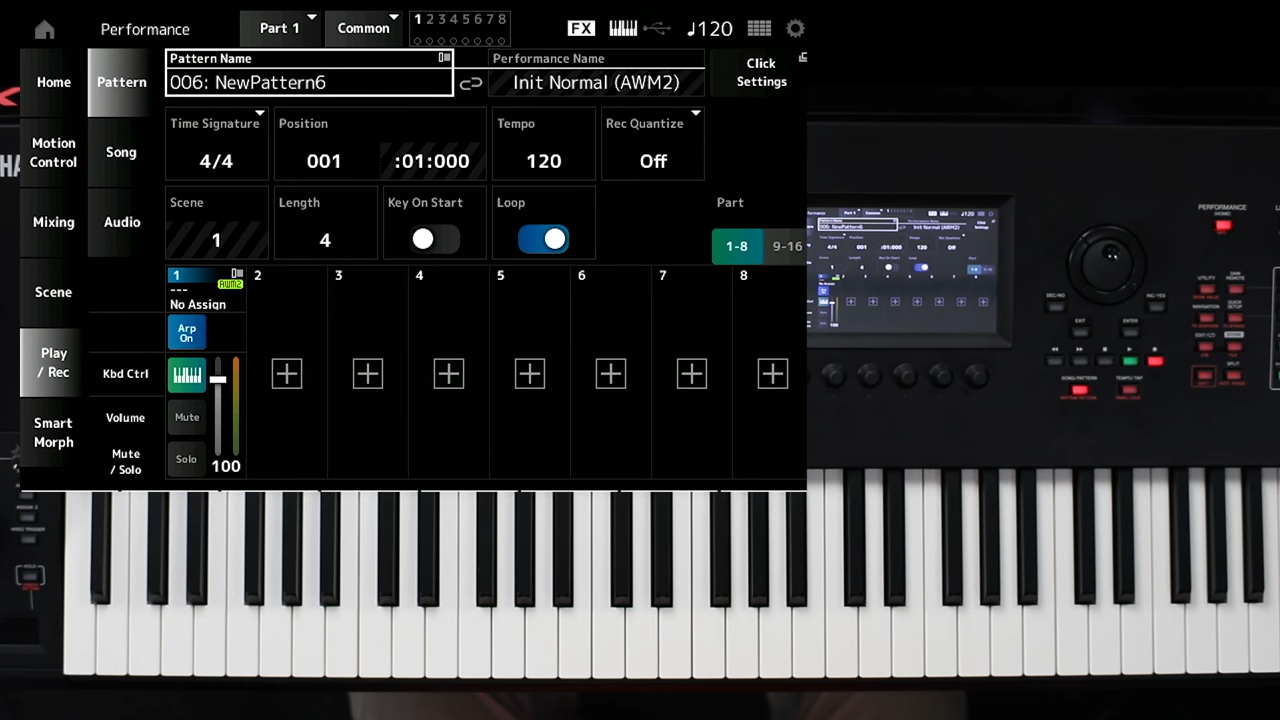 Performance
Part 1
Common
1 2 3 4 5 6 7 8
FX
♩120
Home
Motion
Control
Mixing
Scene
Play
/ Rec
Smart
Morph
Pattern
Song
Audio
Pattern Name
006: NewPattern6
Performance Name
Init Normal (AWM2)
Click
Settings
Time Signature
4/4
Position
001
:01:000
Tempo
120
Rec Quantize
Off
Scene
1
Length
4
Key On Start
Loop
Part
1-8
9-16
1
2
3
4
5
6
7
8
---
AWM2
No Assign
Arp
On
Kbd Ctrl
Volume
Mute
/ Solo
Mute
Solo
100
PERFORMANCE